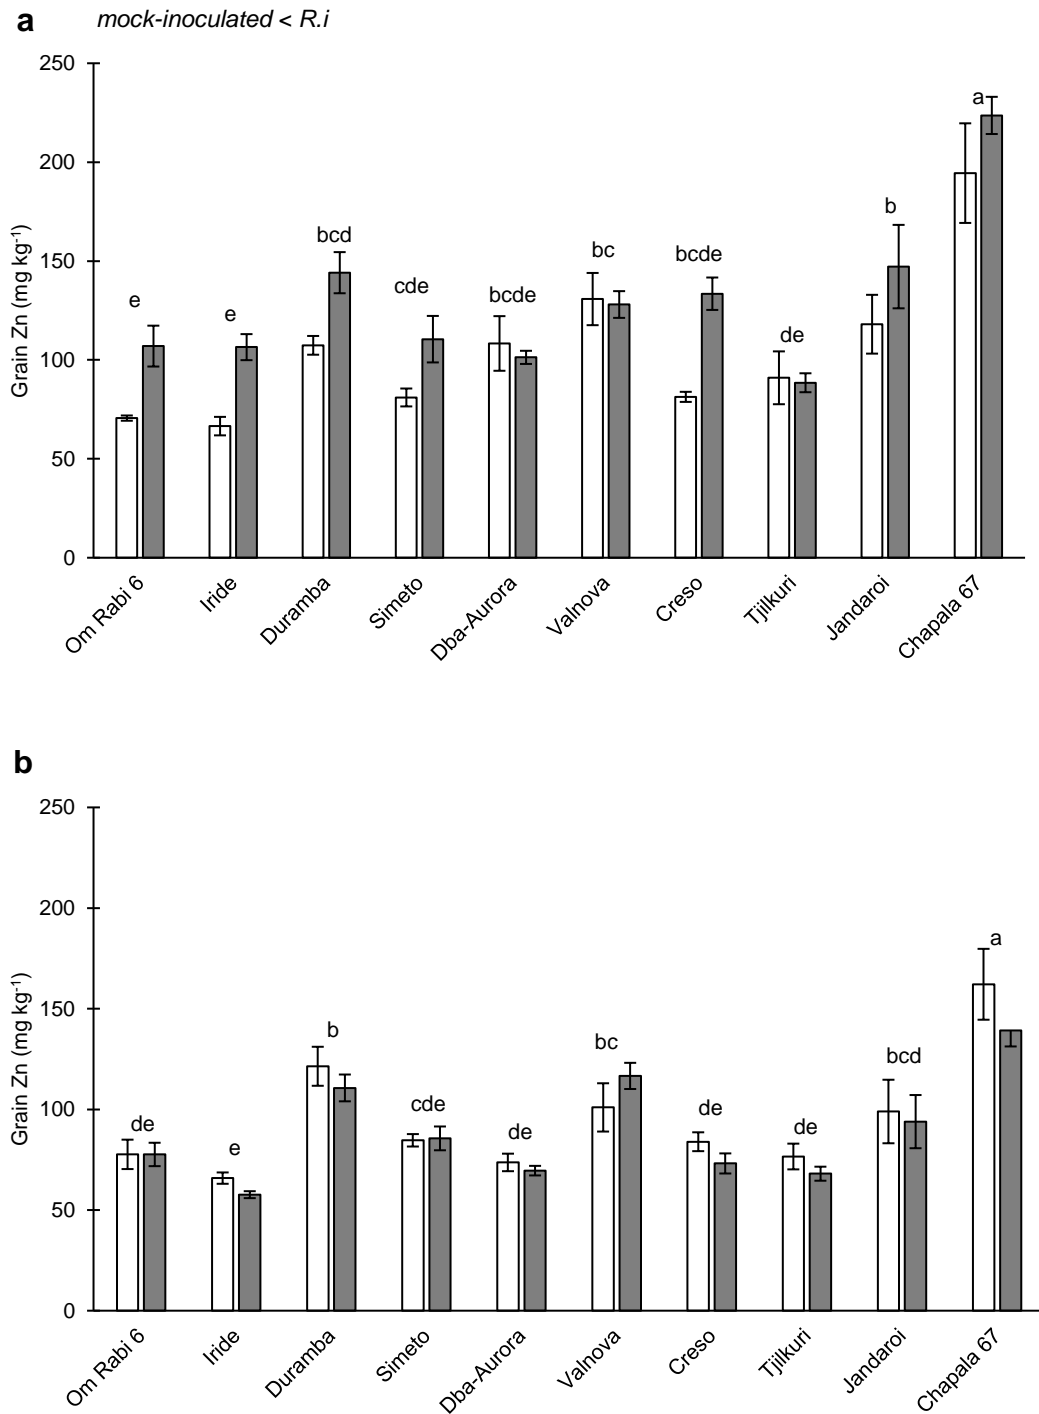 a
mock-inoculated < R.i
Grain Zn (mg kg⁻¹)
250
200
150
100
50
0
e
e
bcd
cde
bcde
bc
bcde
de
b
a
Om Rabi 6
Iride
Duramba
Simeto
Dba-Aurora
Valnova
Creso
Tjilkuri
Jandaroi
Chapala 67
b
Grain Zn (mg kg⁻¹)
250
200
150
100
50
0
de
e
b
cde
de
bc
de
de
bcd
a
Om Rabi 6
Iride
Duramba
Simeto
Dba-Aurora
Valnova
Creso
Tjilkuri
Jandaroi
Chapala 67